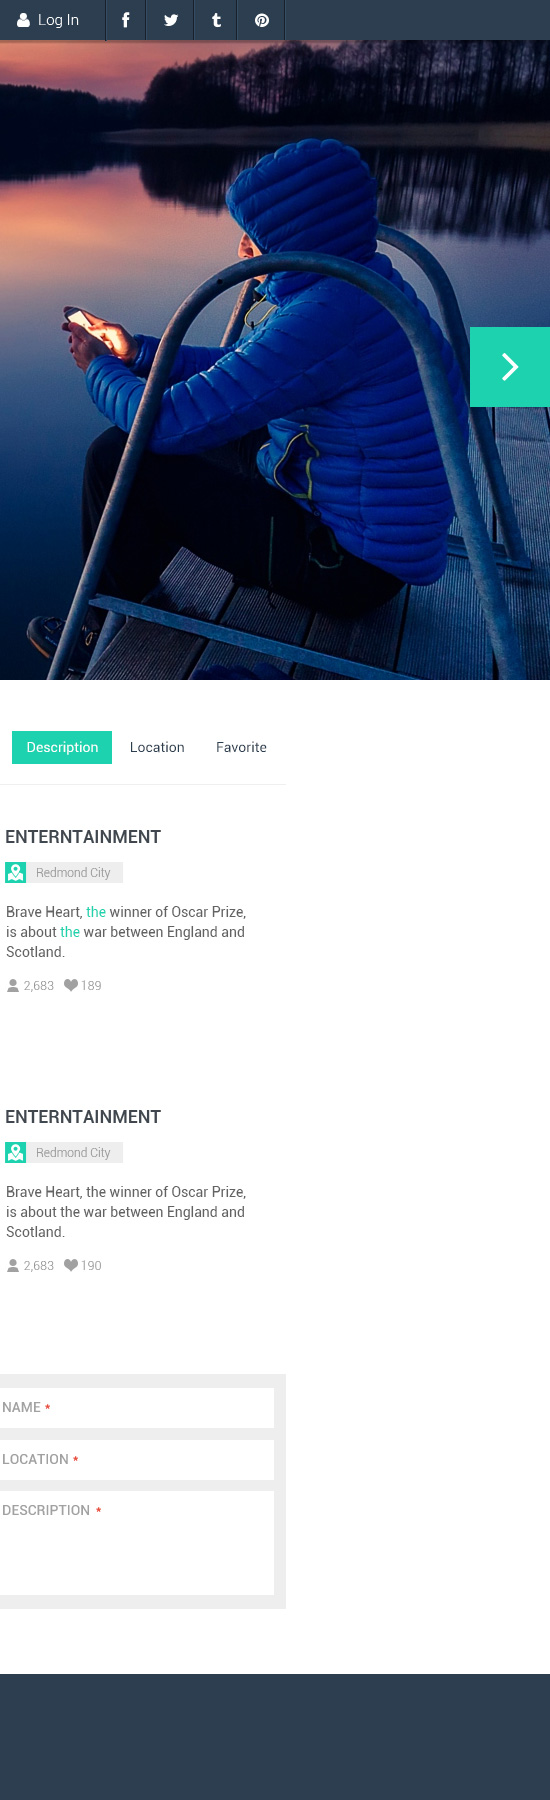 Log In
Description Location Favorite
ENTERNTAINMENT
Redmond City
Brave Heart, the winner of Oscar Prize,
is about the war between England and
Scotland.
2,683 189
ENTERNTAINMENT
Redmond City
Brave Heart, the winner of Oscar Prize,
is about the war between England and
Scotland.
2,683 190
NAME *
LOCATION *
DESCRIPTION *